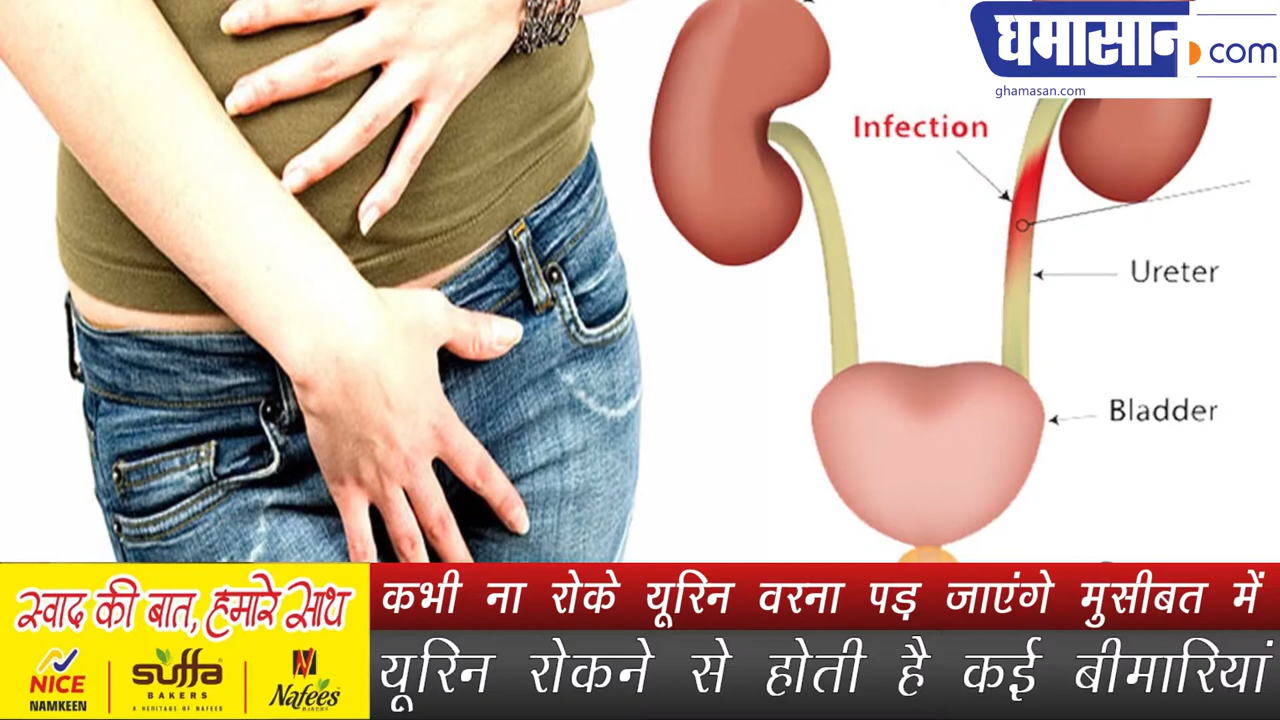 घमासान.com
ghamasan.com
Infection
Ureter
Bladder
स्वाद की बात, हमारे साथ
NICE
NAMKEEN
Suffa
BAKERS
A HERITAGE OF NAFEES
Nafees
BAKERS
कभी ना रोके यूरिन वरना पड़ जाएंगे मुसीबत में
यूरिन रोकने से होती है कई बीमारियां